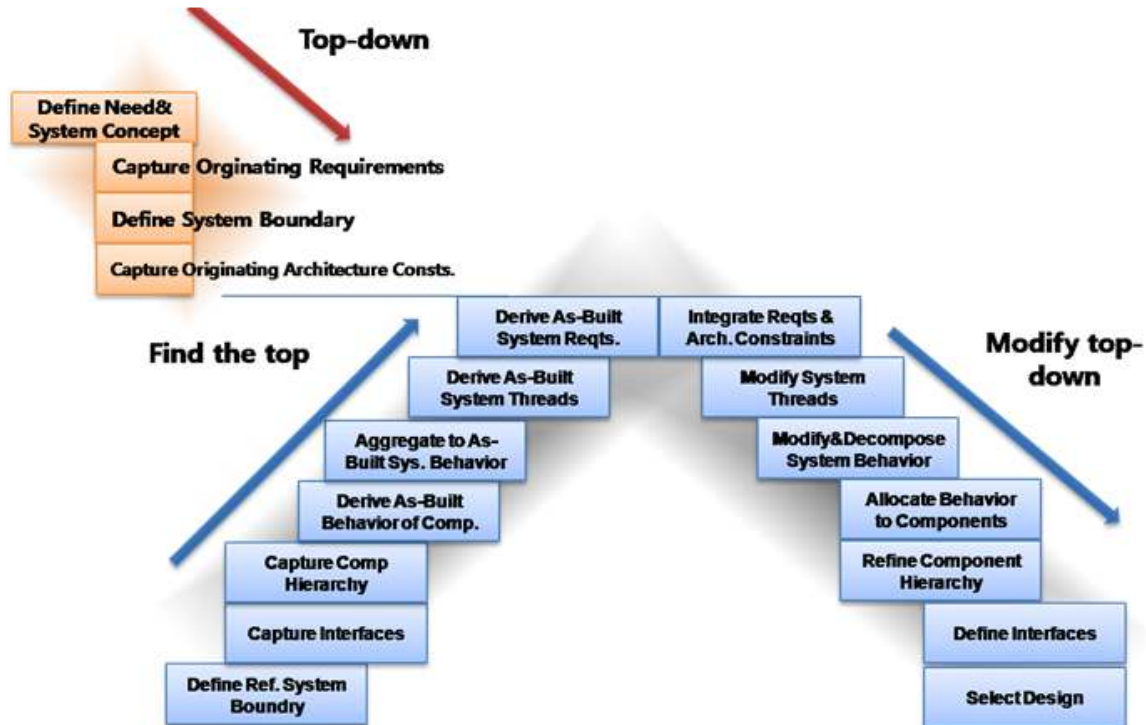 Top-down
Define Need&
System Concept
Capture Orginating Requirements
Define System Boundary
Capture Originating Architecture Consts.
Find the top
Derive As-Built
System Reqts.
Integrate Reqts &
Arch. Constraints
Modify top-
down
Derive As-Built
System Threads
Modify System
Threads
Aggregate to As-
Built Sys. Behavior
Modify&Decompose
System Behavior
Derive As-Built
Behavior of Comp.
Allocate Behavior
to Components
Capture Comp
Hierarchy
Refine Component
Hierarchy
Capture Interfaces
Define Interfaces
Define Ref. System
Boundry
Select Design